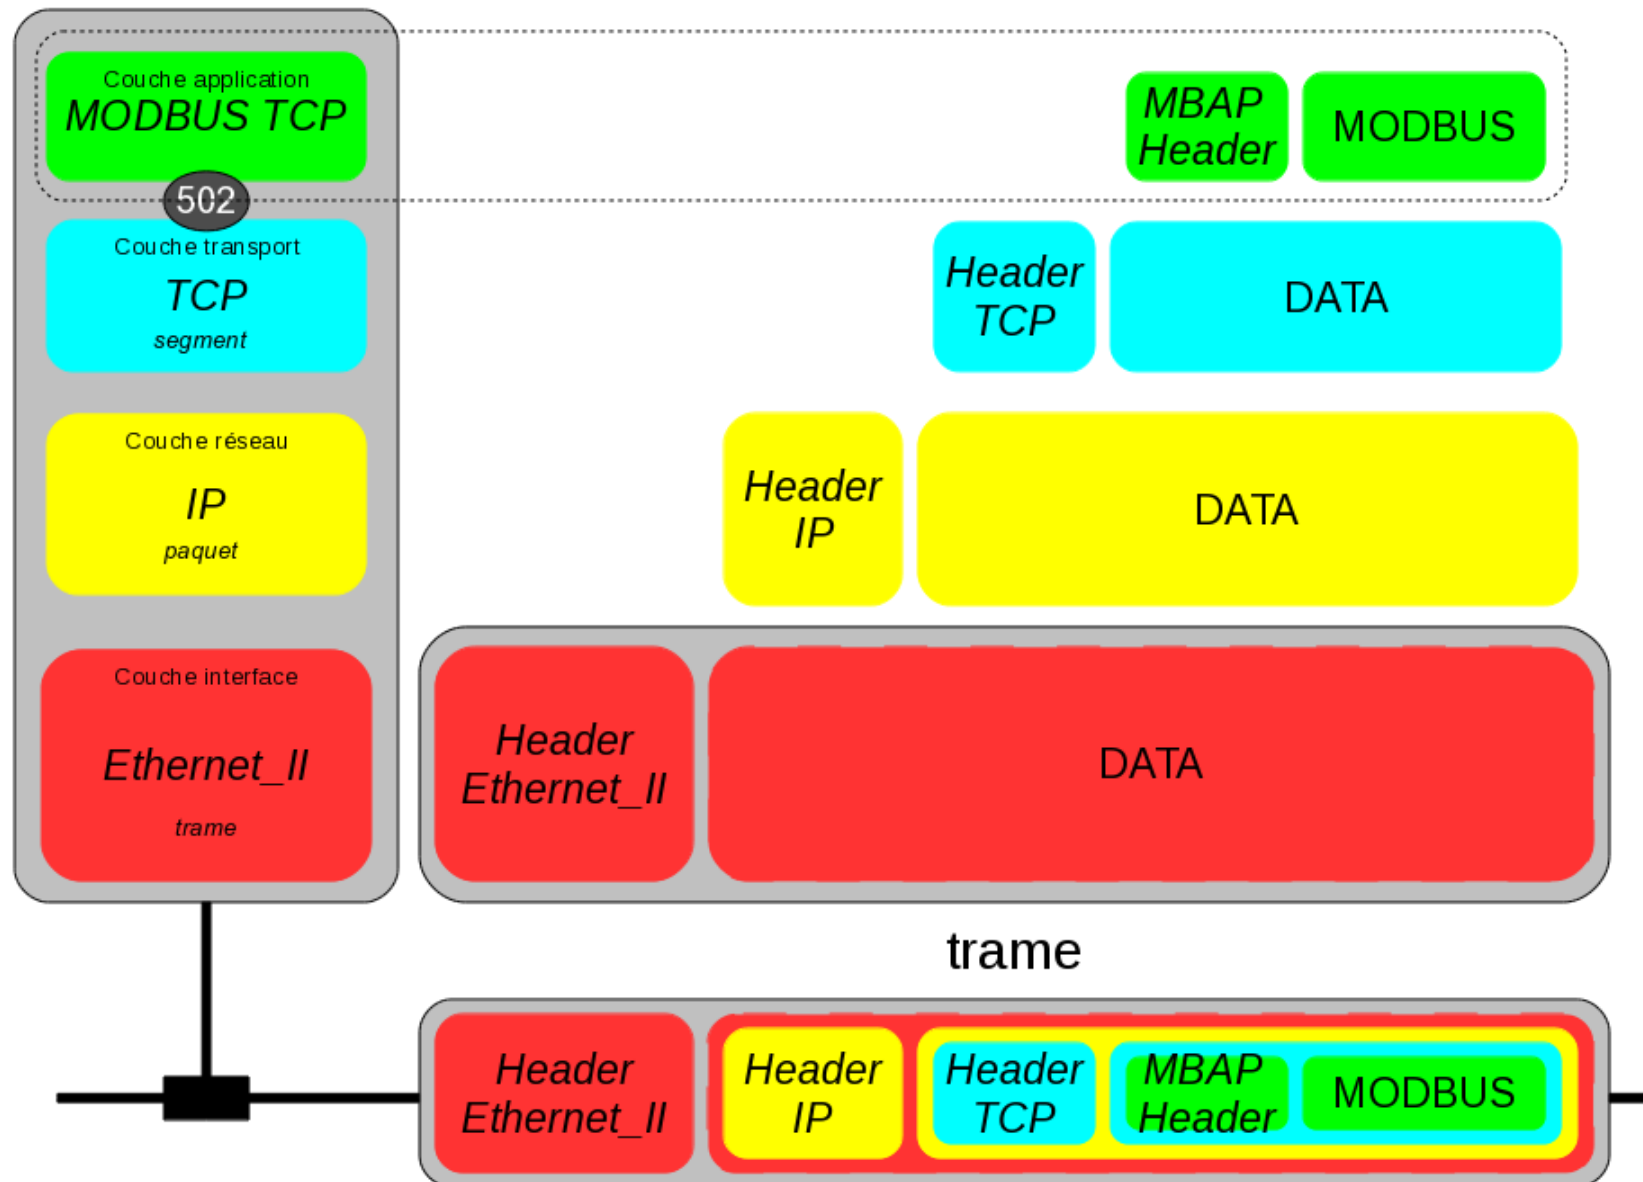 Couche application
MODBUS TCP
MBAP
Header
MODBUS
502
Couche transport
TCP
segment
Header
TCP
DATA
Couche réseau
IP
paquet
Header
IP
DATA
Couche interface
Ethernet_II
trame
Header
Ethernet_II
DATA
trame
Header
Ethernet_II
Header
IP
Header
TCP
MBAP
Header
MODBUS